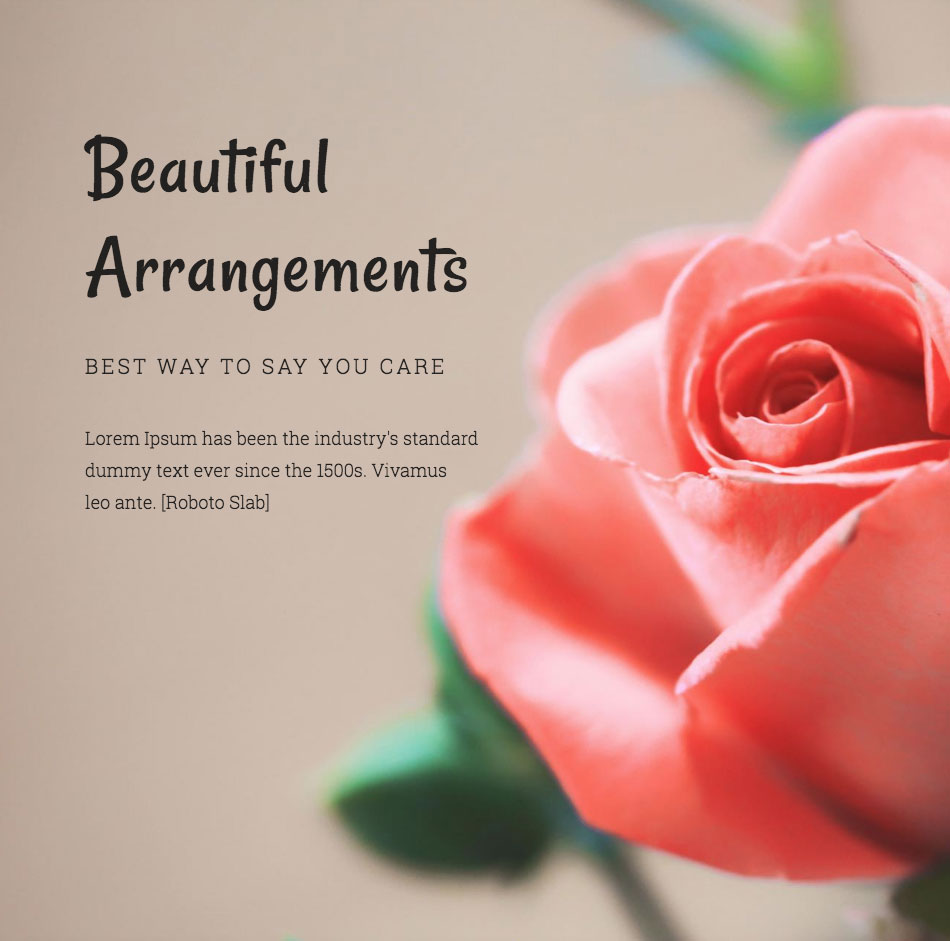 Beautiful
Arrangements
BEST WAY TO SAY YOU CARE
Lorem Ipsum has been the industry's standard
dummy text ever since the 1500s. Vivamus
leo ante. [Roboto Slab]